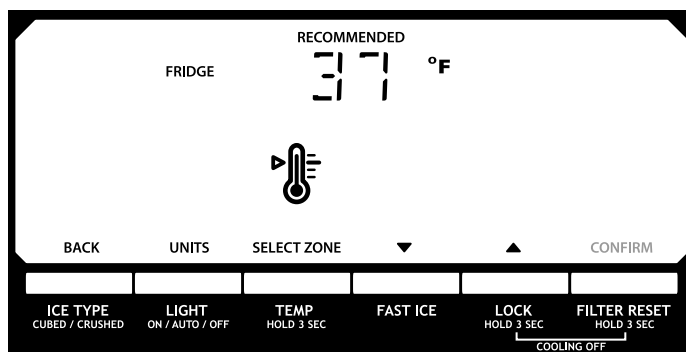 RECOMMENDED
FRIDGE 37 °F
BACK UNITS SELECT ZONE ▼ ▲ CONFIRM
ICE TYPE LIGHT TEMP FAST ICE LOCK FILTER RESET
CUBED / CRUSHED ON / AUTO / OFF HOLD 3 SEC HOLD 3 SEC HOLD 3 SEC
COOLING OFF